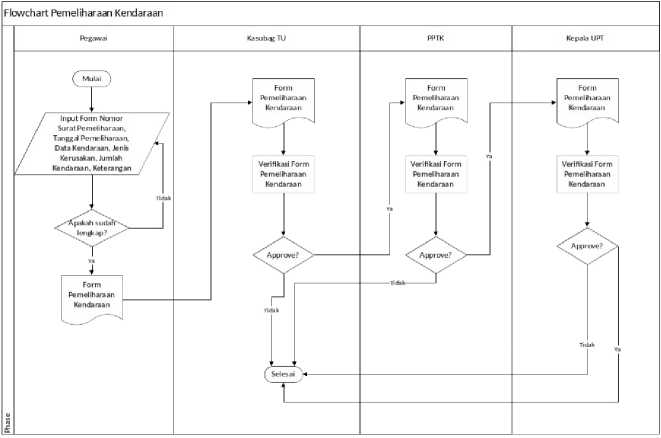 Flowchart Pemeliharaan Kendaraan
Pegawai
Kasubag TU
PPTK
Kepala UPT
Mulai
Input Form Nomor
Surat Pemeliharaan,
Tanggal Pemeliharaan,
Data Kendaraan, Jenis
Kerusakan, Jumlah
Kendaraan, Keterangan
Tidak
Apakah sudah
lengkap?
Ya
Form
Pemeliharaan
Kendaraan
Form
Pemeliharaan
Kendaraan
Verifikasi Form
Pemeliharaan
Kendaraan
Approve?
Ya
Tidak
Form
Pemeliharaan
Kendaraan
Verifikasi Form
Pemeliharaan
Kendaraan
Approve?
Ya
Tidak
Form
Pemeliharaan
Kendaraan
Verifikasi Form
Pemeliharaan
Kendaraan
Approve?
Tidak
Ya
Selesai
Phase